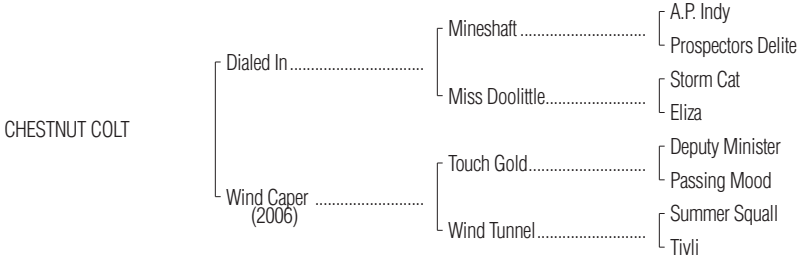 A.P. Indy
Mineshaft ..............................
Prospectors Delite
Dialed In................................
Storm Cat
Miss Doolittle........................
Eliza
CHESTNUT COLT
Deputy Minister
Touch Gold............................
Passing Mood
Wind Caper ..........................
(2006)
Summer Squall
Wind Tunnel..........................
Tivli